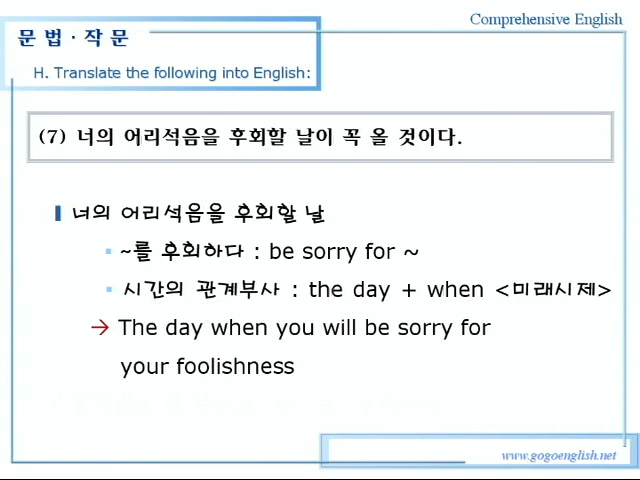 Comprehensive English
문 법 · 작 문
H. Translate the following into English:
(7) 너의 어리석음을 후회할 날이 꼭 올 것이다.
너의 어리석음을 후회할 날
~를 후회하다 : be sorry for ~
시간의 관계부사 : the day + when <미래시제>
→ The day when you will be sorry for
your foolishness
www.gogoenglish.net